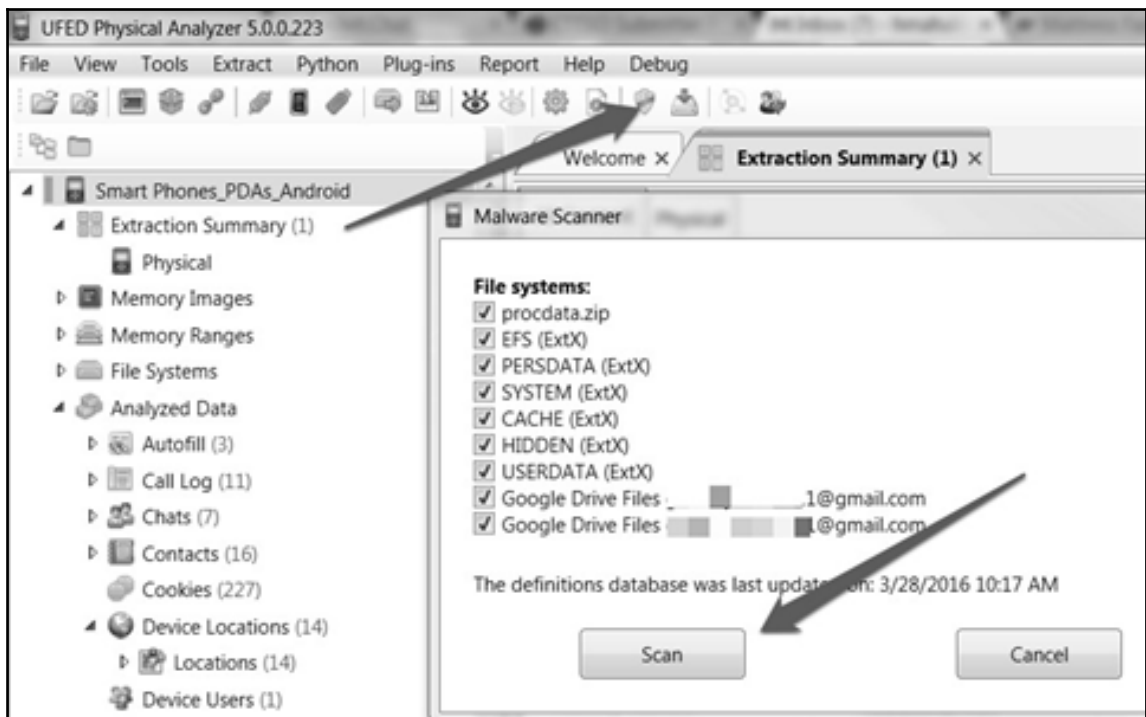 UFED Physical Analyzer 5.0.0.223
File View Tools Extract Python Plug-ins Report Help Debug
Welcome × Extraction Summary (1) ×
Smart Phones_PDAs_Android
Extraction Summary (1)
Physical
Memory Images
Memory Ranges
File Systems
Analyzed Data
Autofill (3)
Call Log (11)
Chats (7)
Contacts (16)
Cookies (227)
Device Locations (14)
Locations (14)
Device Users (1)
Physical
Malware Scanner
File systems:
procdata.zip
EFS (ExtX)
PERSDATA (ExtX)
SYSTEM (ExtX)
CACHE (ExtX)
HIDDEN (ExtX)
USERDATA (ExtX)
Google Drive Files 1@gmail.com
Google Drive Files 1@gmail.com
The definitions database was last updated on: 3/28/2016 10:17 AM
Scan Cancel